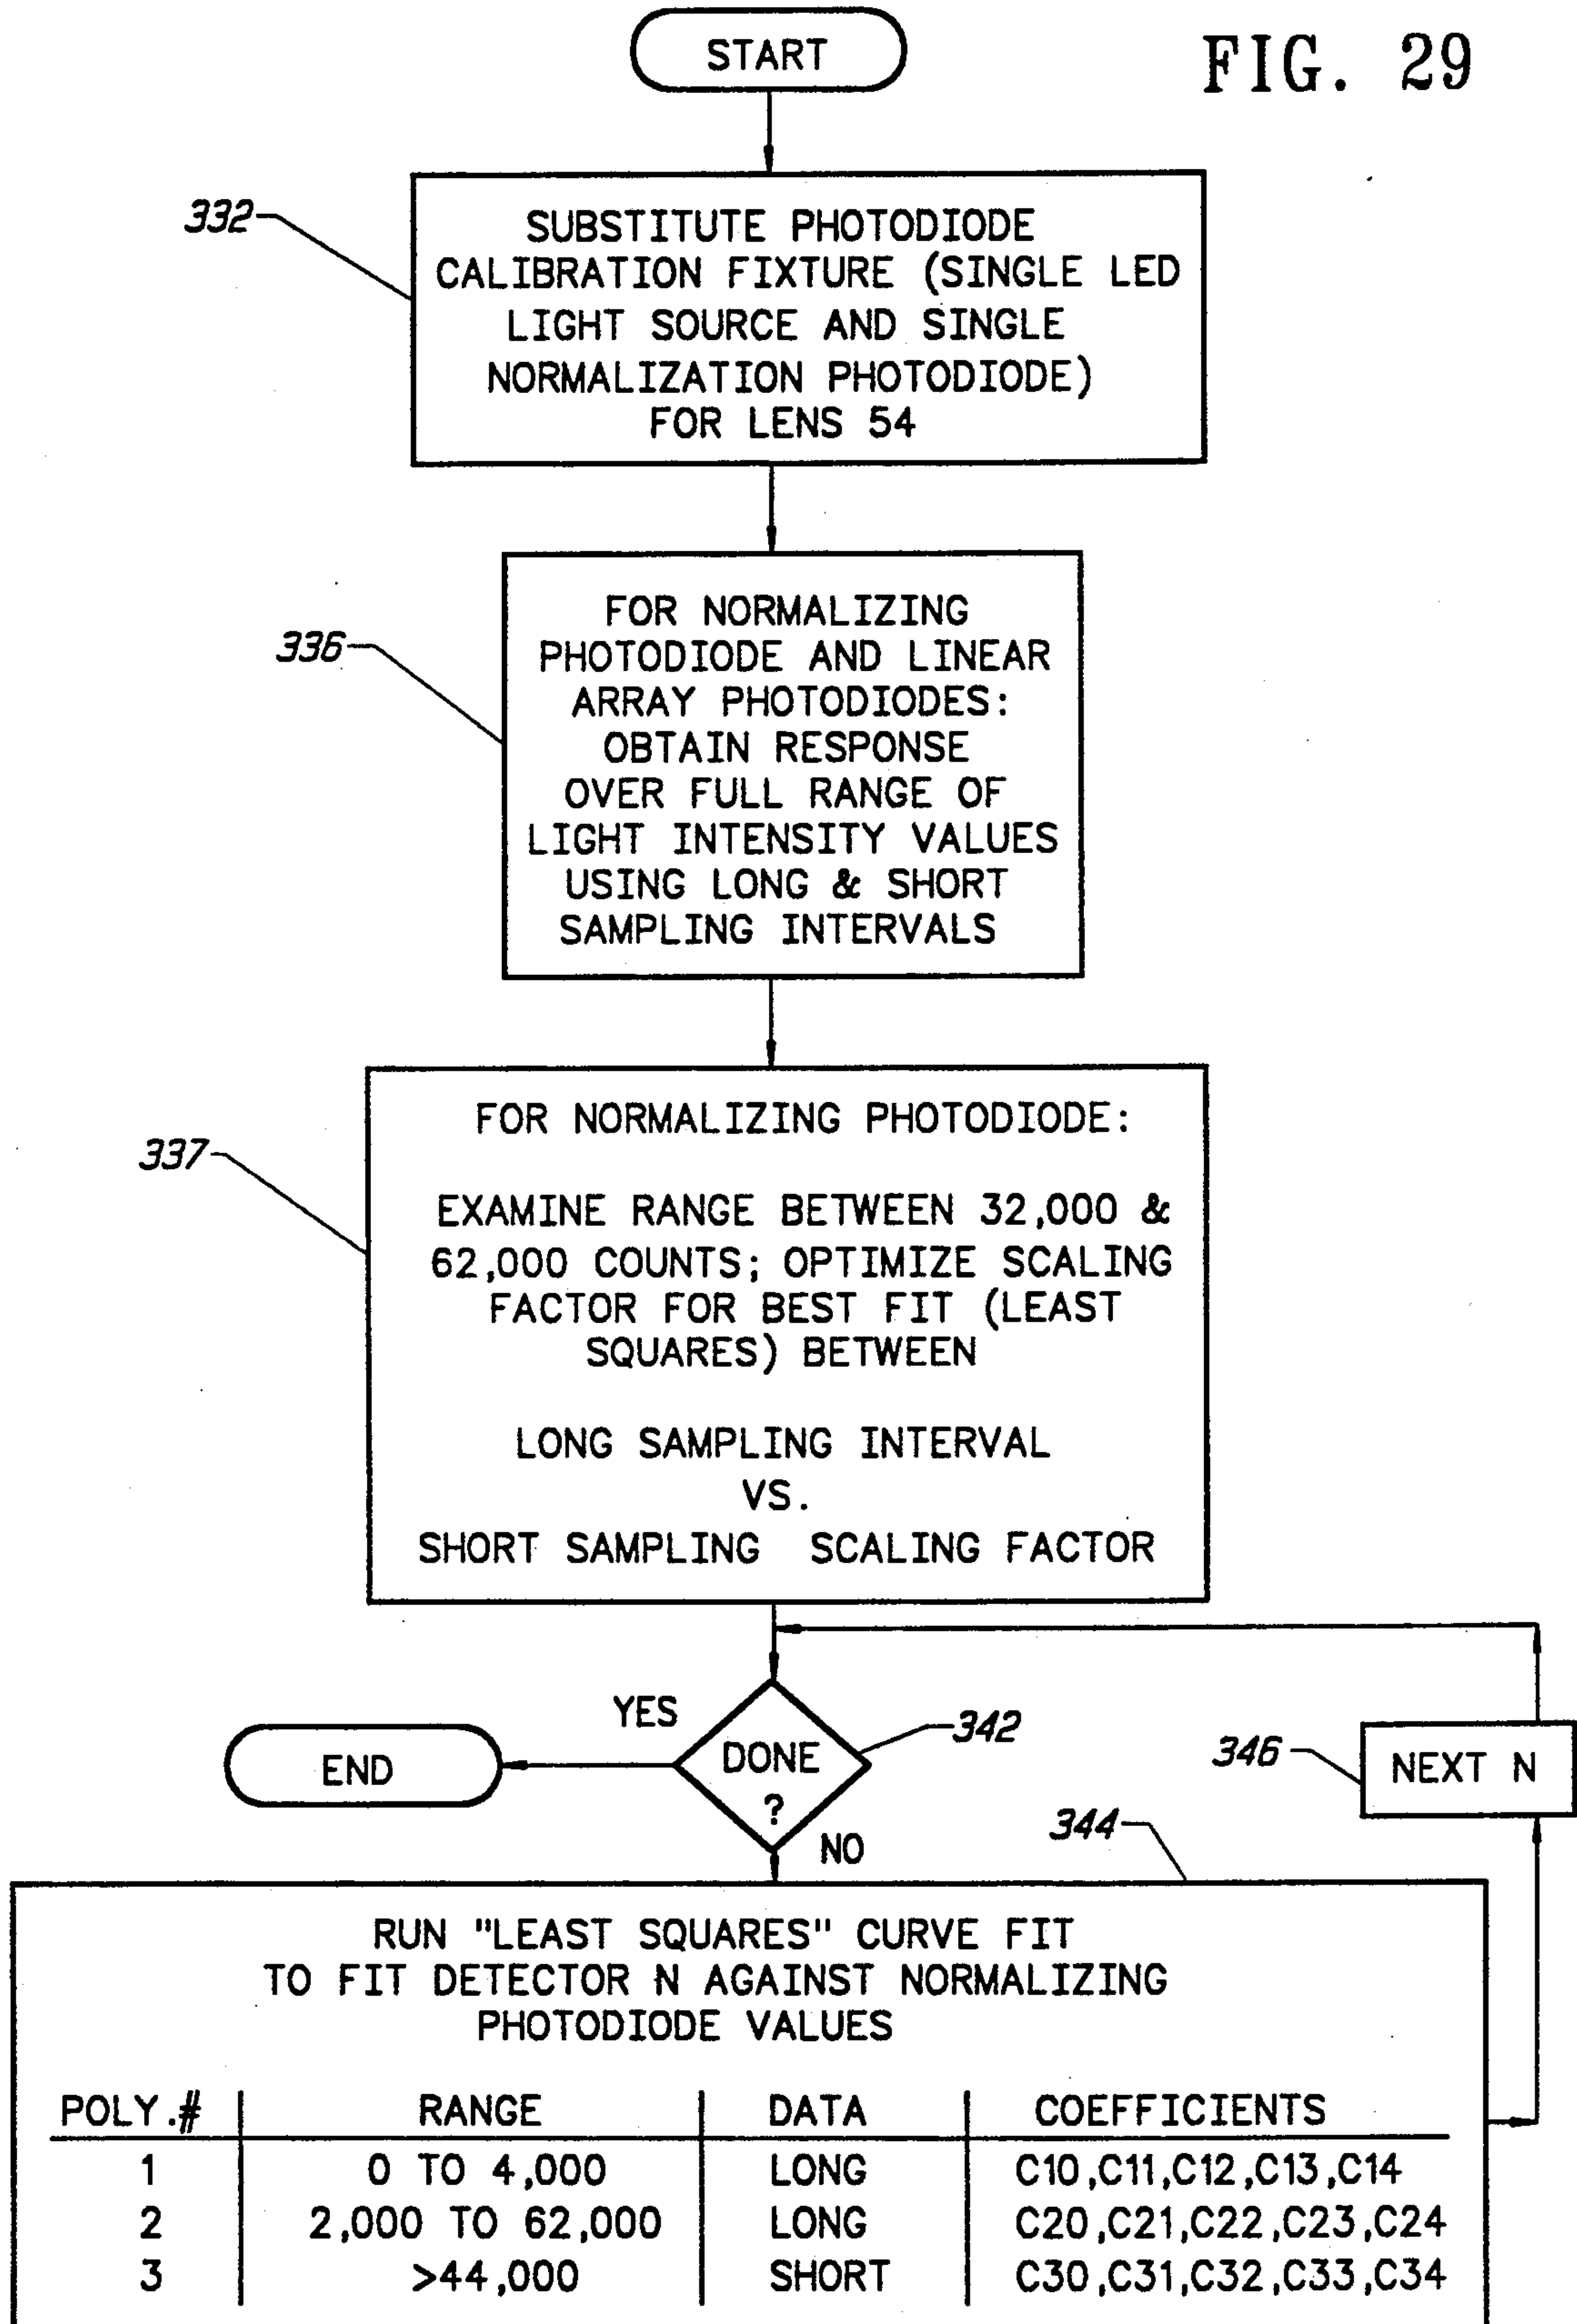 START
FIG. 29
332
SUBSTITUTE PHOTODIODE
CALIBRATION FIXTURE (SINGLE LED
LIGHT SOURCE AND SINGLE
NORMALIZATION PHOTODIODE)
FOR LENS 54
336
FOR NORMALIZING
PHOTODIODE AND LINEAR
ARRAY PHOTODIODES:
OBTAIN RESPONSE
OVER FULL RANGE OF
LIGHT INTENSITY VALUES
USING LONG & SHORT
SAMPLING INTERVALS
337
FOR NORMALIZING PHOTODIODE:
EXAMINE RANGE BETWEEN 32,000 &
62,000 COUNTS; OPTIMIZE SCALING
FACTOR FOR BEST FIT (LEAST
SQUARES) BETWEEN
LONG SAMPLING INTERVAL
VS.
SHORT SAMPLING SCALING FACTOR
YES
END
DONE
?
342
NO
346
NEXT N
344
RUN "LEAST SQUARES" CURVE FIT
TO FIT DETECTOR N AGAINST NORMALIZING
PHOTODIODE VALUES
POLY.# RANGE DATA COEFFICIENTS
1 0 TO 4,000 LONG C10,C11,C12,C13,C14
2 2,000 TO 62,000 LONG C20,C21,C22,C23,C24
3 >44,000 SHORT C30,C31,C32,C33,C34